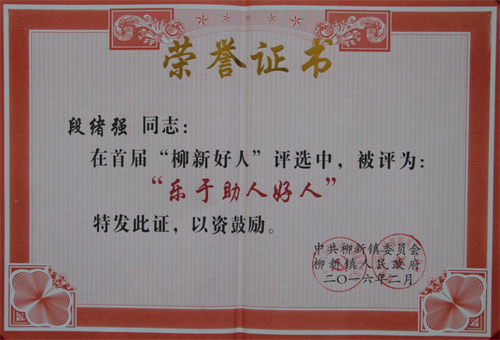 荣誉证书
段绪强 同志：
在首届“柳新好人”评选中，被评为：
“乐于助人好人”
特发此证，以资鼓励。
中共柳新镇委员会
柳新镇人民政府
二〇一六年二月